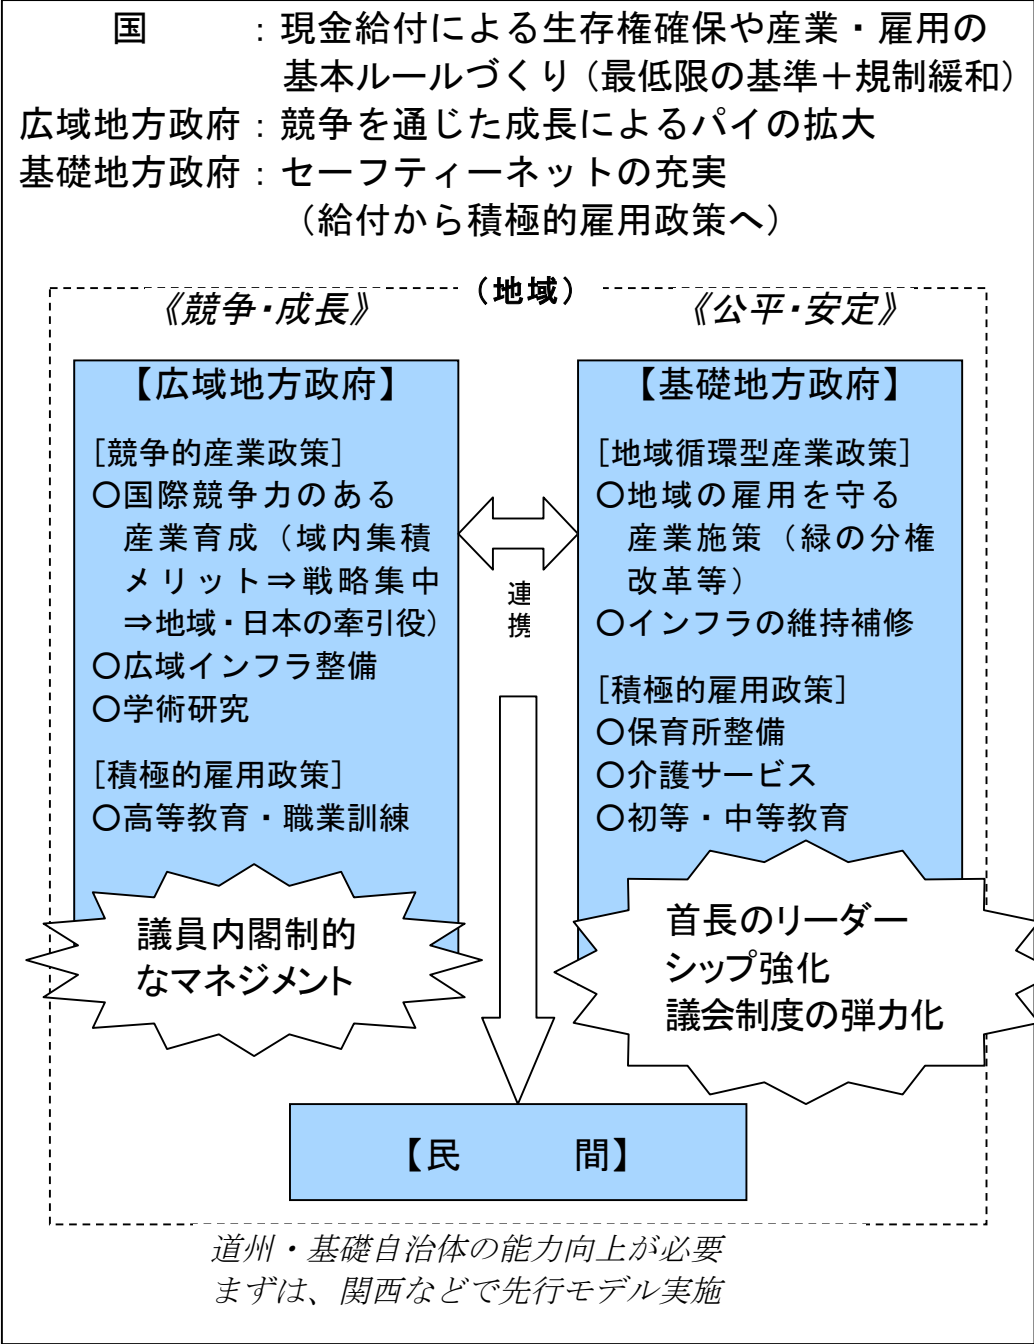 国　　　：現金給付による生存権確保や産業・雇用の
基本ルールづくり（最低限の基準＋規制緩和）
広域地方政府：競争を通じた成長によるパイの拡大
基礎地方政府：セーフティーネットの充実
（給付から積極的雇用政策へ）
（地域）
《競争・成長》
《公平・安定》
【広域地方政府】
［競争的産業政策］
○国際競争力のある
産業育成（域内集積
メリット⇒戦略集中
⇒地域・日本の牽引役）
○広域インフラ整備
○学術研究
［積極的雇用政策］
○高等教育・職業訓練
議員内閣制的
なマネジメント
連
携
【基礎地方政府】
［地域循環型産業政策］
○地域の雇用を守る
産業施策（緑の分権
改革等）
○インフラの維持補修
［積極的雇用政策］
○保育所整備
○介護サービス
○初等・中等教育
首長のリーダー
シップ強化
議会制度の弾力化
【民　　間】
道州・基礎自治体の能力向上が必要
まずは、関西などで先行モデル実施